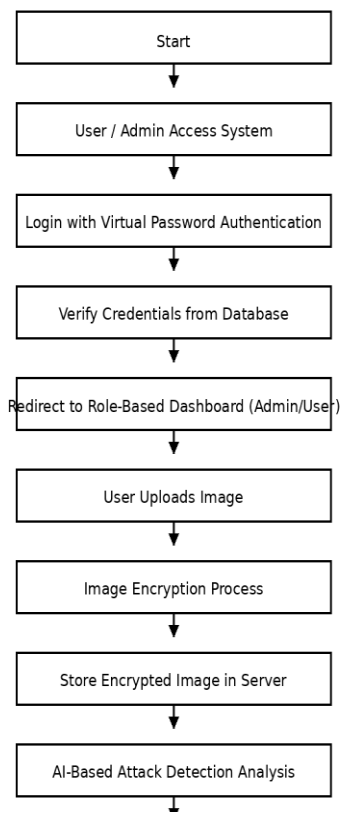 Start
User / Admin Access System
Login with Virtual Password Authentication
Verify Credentials from Database
Redirect to Role-Based Dashboard (Admin/User)
User Uploads Image
Image Encryption Process
Store Encrypted Image in Server
AI-Based Attack Detection Analysis